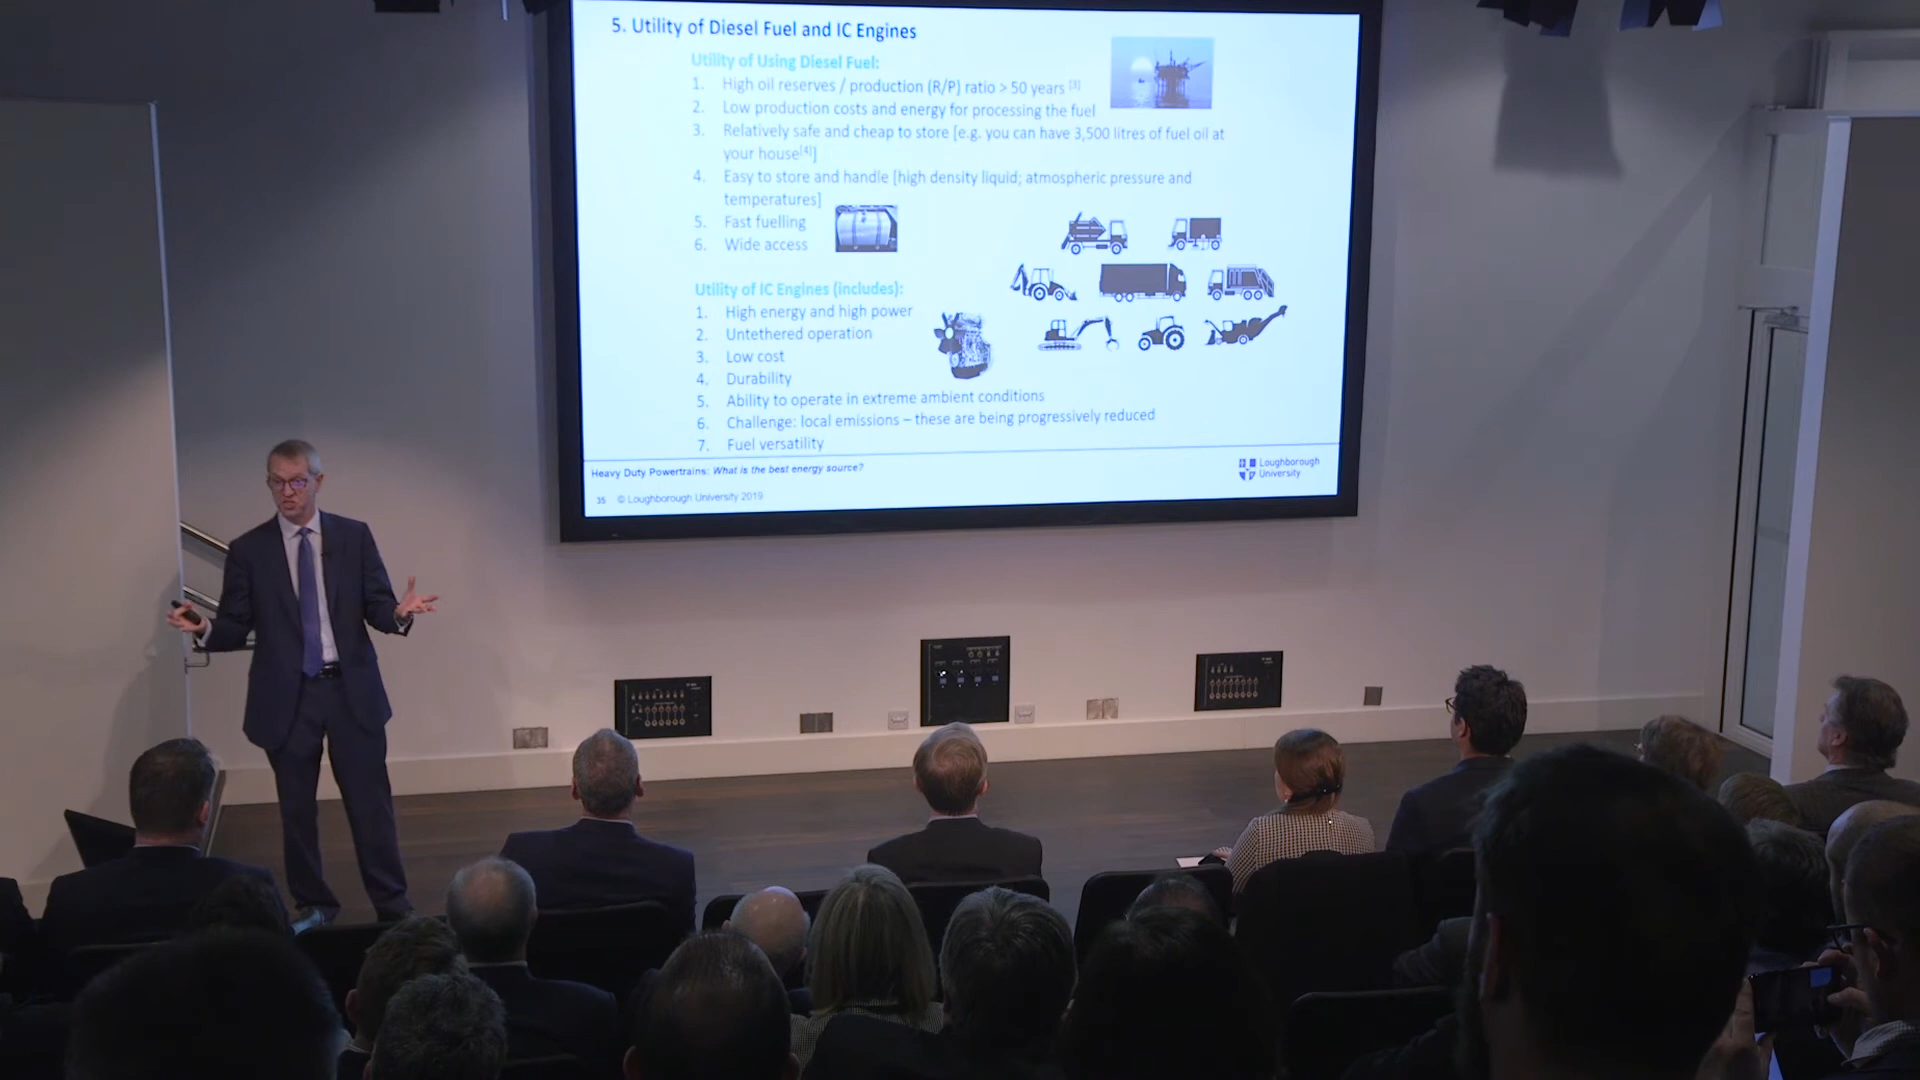 5. Utility of Diesel Fuel and IC Engines
Utility of Using Diesel Fuel:
1. High oil reserves / production (R/P) ratio > 50 years [3]
2. Low production costs and energy for processing the fuel
3. Relatively safe and cheap to store [e.g. you can have 3,500 litres of fuel oil at
your house[4]]
4. Easy to store and handle [high density liquid; atmospheric pressure and
temperatures]
5. Fast fuelling
6. Wide access
Utility of IC Engines (includes):
1. High energy and high power
2. Untethered operation
3. Low cost
4. Durability
5. Ability to operate in extreme ambient conditions
6. Challenge: local emissions – these are being progressively reduced
7. Fuel versatility
Heavy Duty Powertrains: What is the best energy source?
Loughborough
University
35 © Loughborough University 2019